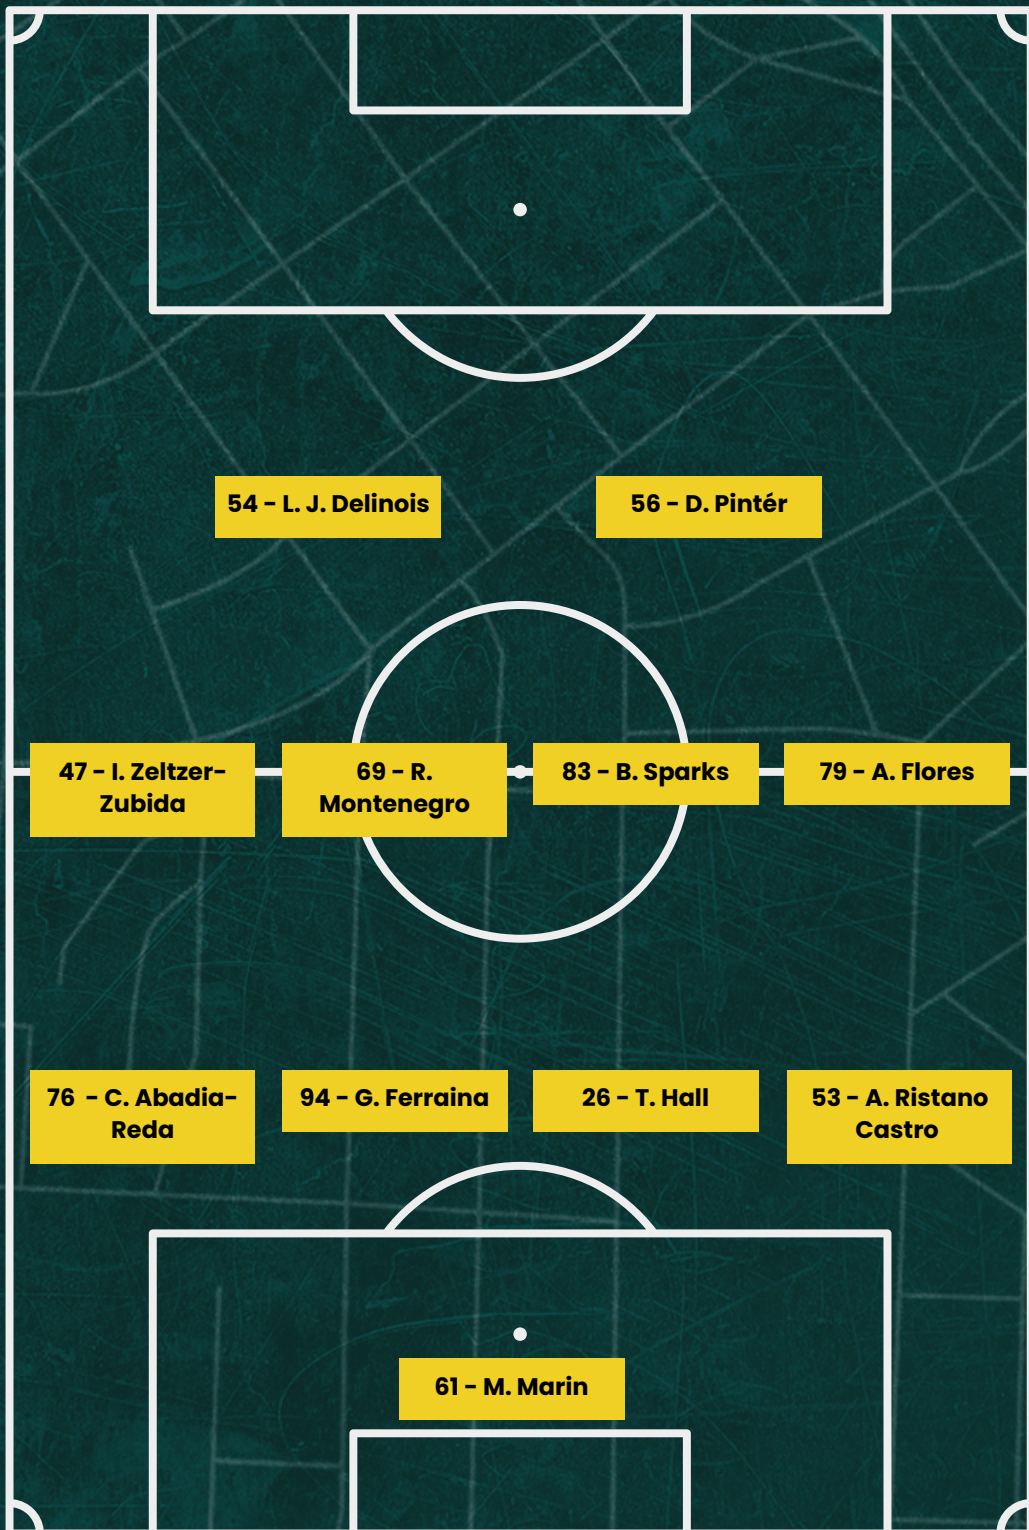 54 - L. J. Delinois
56 - D. Pintér
47 - I. Zeltzer-
Zubida
69 - R.
Montenegro
83 - B. Sparks
79 - A. Flores
76 - C. Abadia-
Reda
94 - G. Ferraina
26 - T. Hall
53 - A. Ristano
Castro
61 - M. Marin